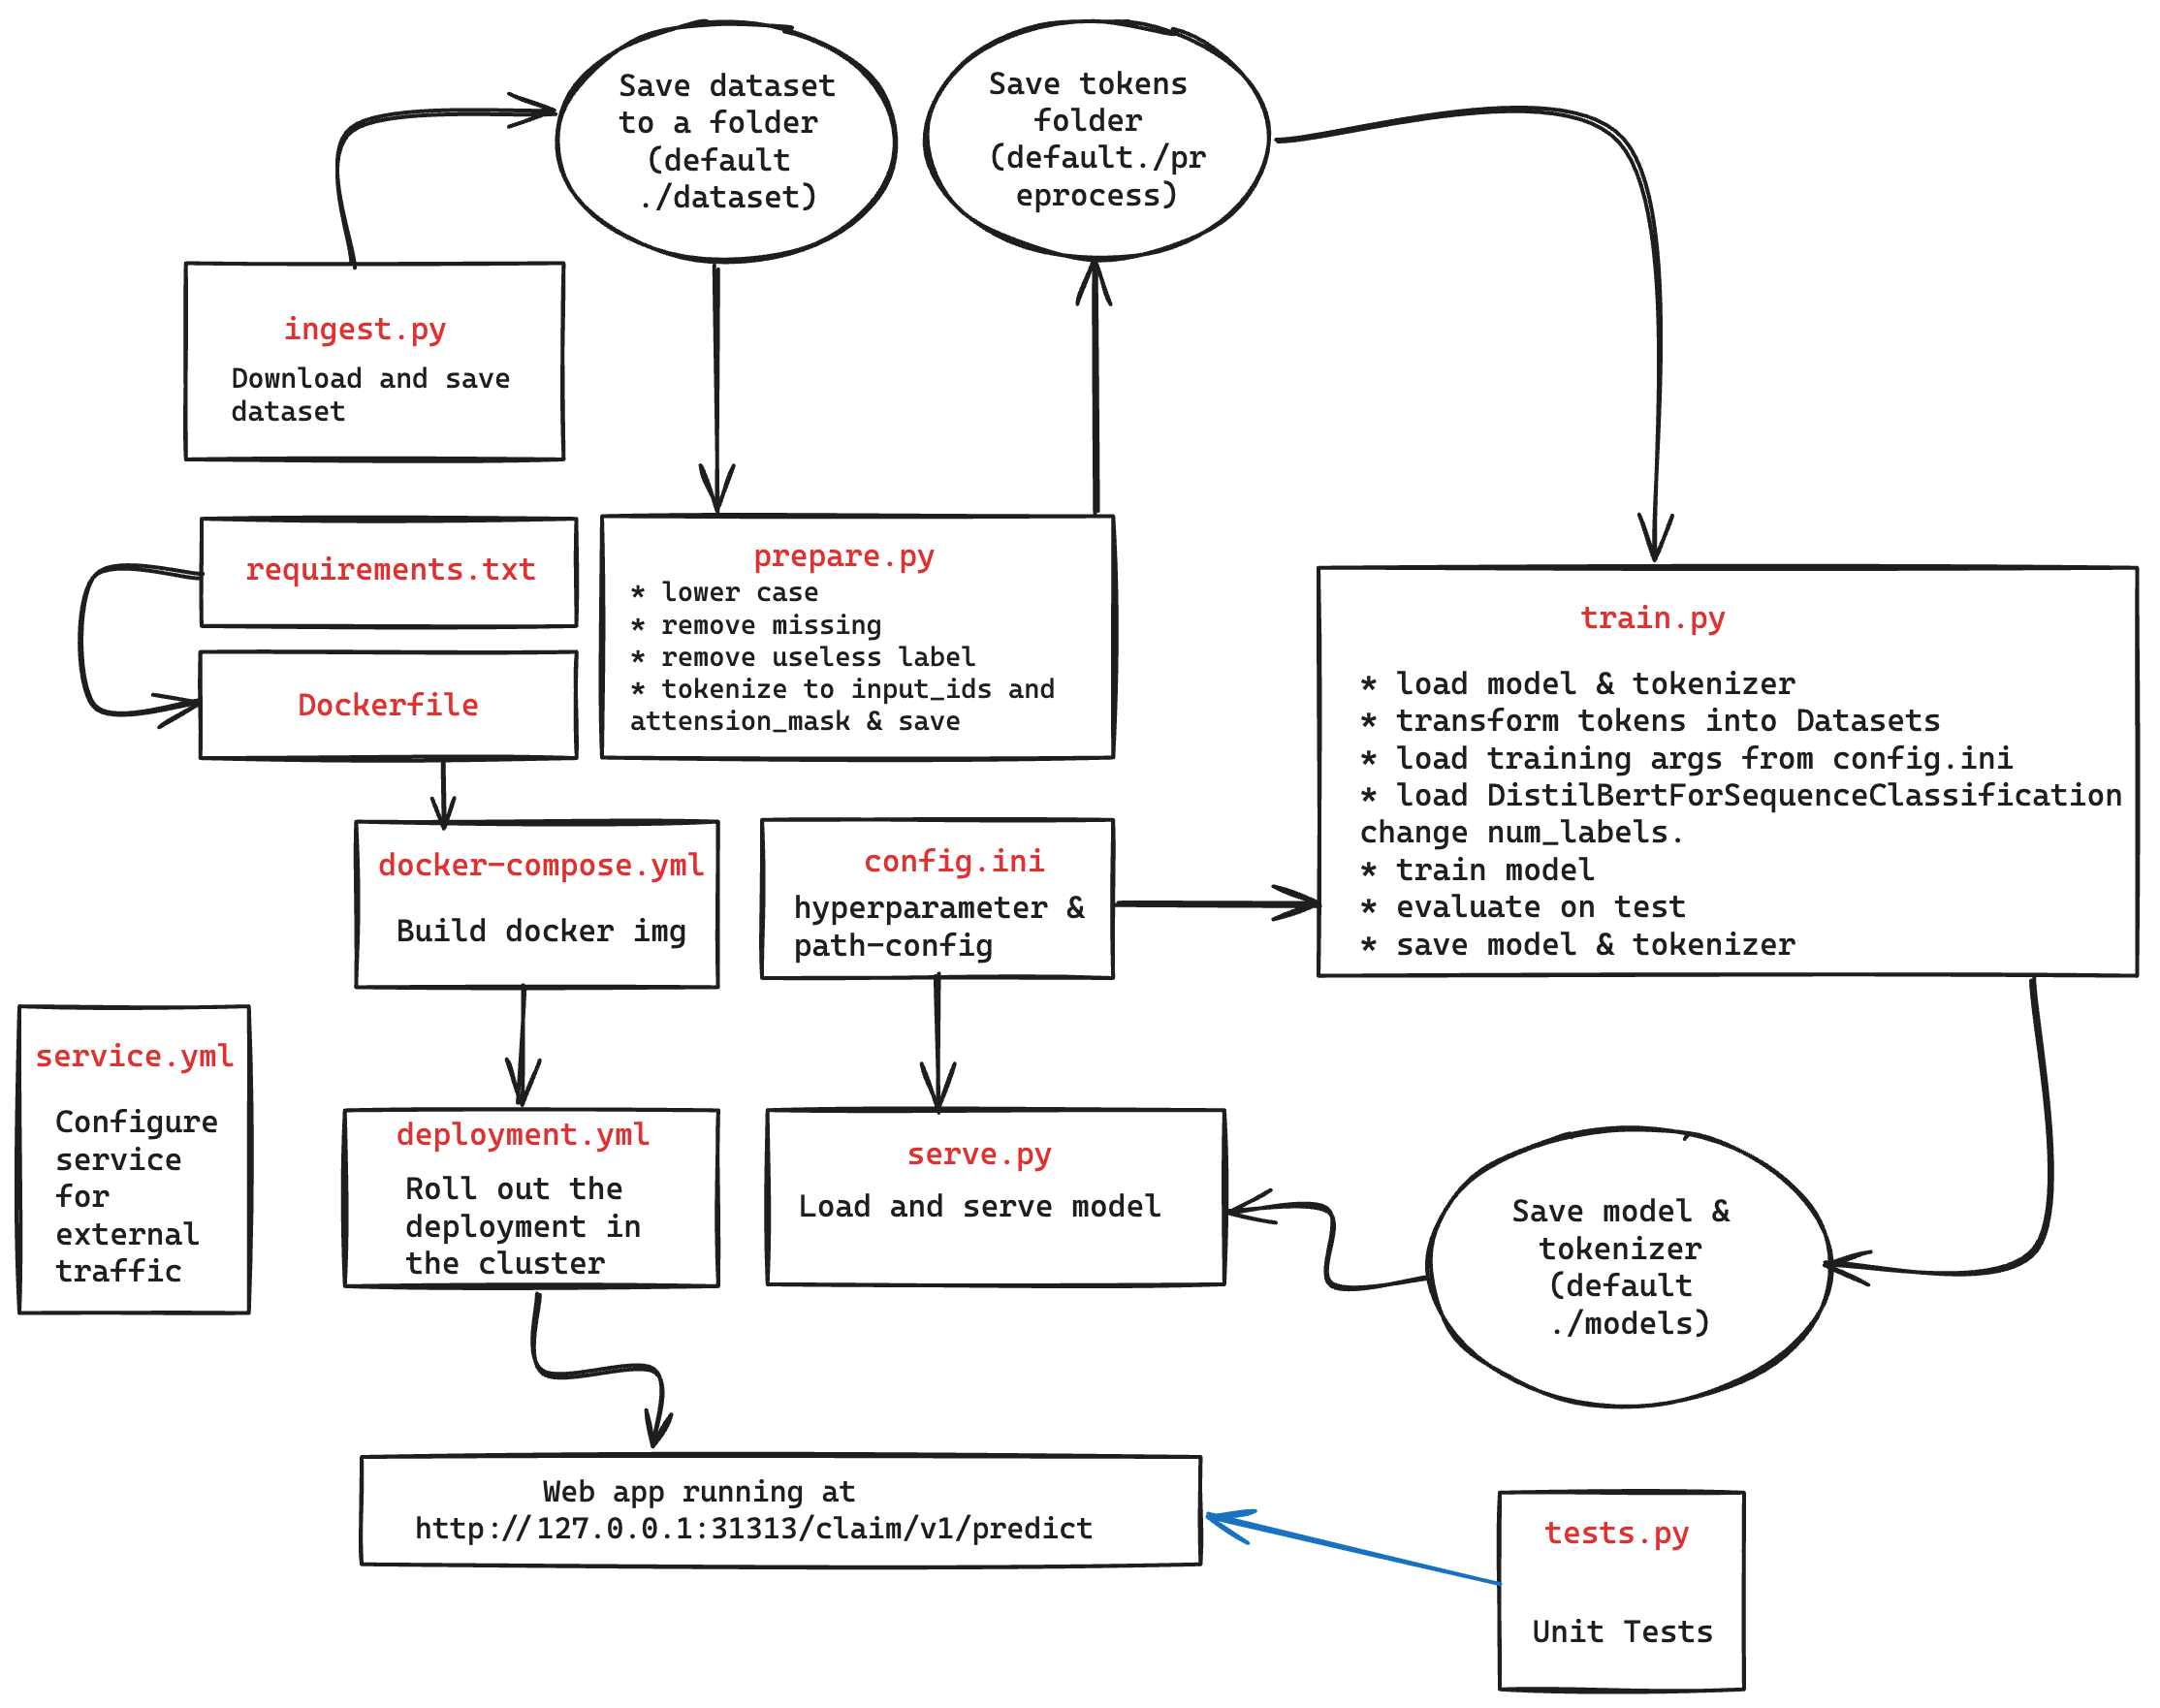 Save dataset
to a folder
(default
./dataset)
Save tokens
folder
(default./pr
eprocess)
ingest.py
Download and save
dataset
requirements.txt
Dockerfile
prepare.py
* lower case
* remove missing
* remove useless label
* tokenize to input_ids and
attension_mask & save
train.py
* load model & tokenizer
* transform tokens into Datasets
* load training args from config.ini
* load DistilBertForSequenceClassification
change num_labels.
* train model
* evaluate on test
* save model & tokenizer
docker-compose.yml
Build docker img
config.ini
hyperparameter &
path-config
service.yml
Configure
service
for
external
traffic
deployment.yml
Roll out the
deployment in
the cluster
serve.py
Load and serve model
Save model &
tokenizer
(default
./models)
Web app running at
http://127.0.0.1:31313/claim/v1/predict
tests.py
Unit Tests